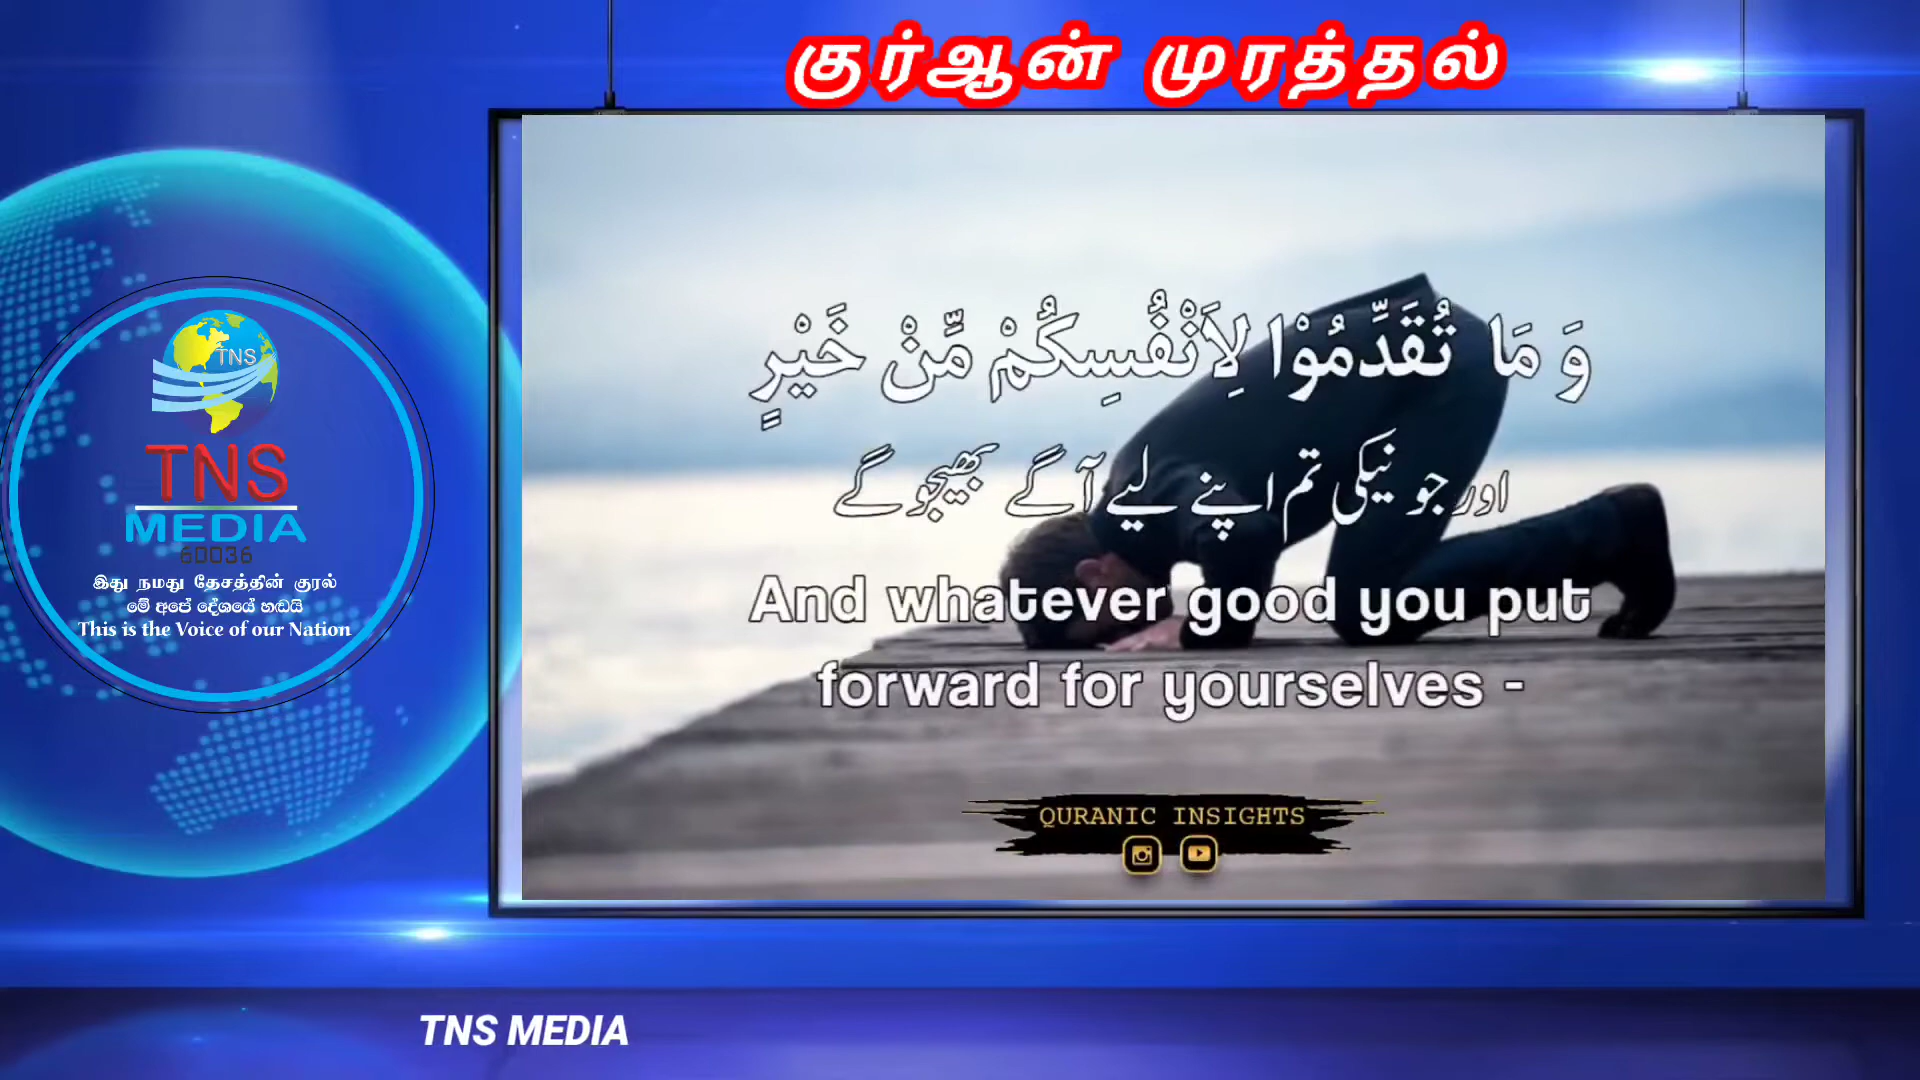 குர்ஆன் முரத்தல்
وَ مَا تُقَدِّمُوْا لِاَنْفُسِكُمْ مِّنْ خَيْرٍ
اور جو نیکی تم اپنے لیے آگے بھیجو گے
And whatever good you put
forward for yourselves -
QURANIC INSIGHTS
TNS
TNS
MEDIA
60036
இது நமது தேசத்தின் குரல்
මේ අපේ දේශයේ හඬයි
This is the Voice of our Nation
TNS MEDIA